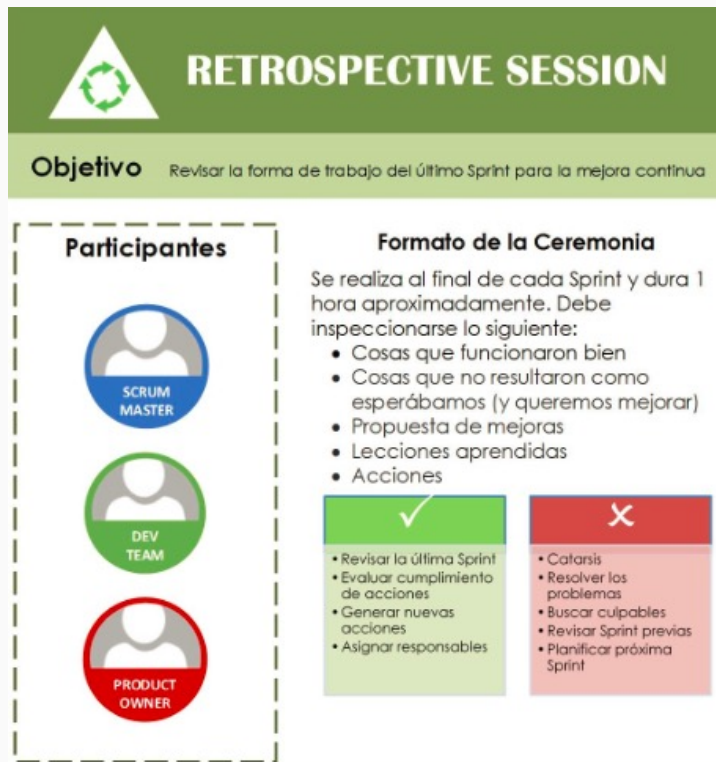 RETROSPECTIVE SESSION
Objetivo Revisar la forma de trabajo del último Sprint para la mejora continua
Participantes
SCRUM
MASTER
DEV
TEAM
PRODUCT
OWNER
Formato de la Ceremonia
Se realiza al final de cada Sprint y dura 1
hora aproximadamente. Debe
inspeccionarse lo siguiente:
• Cosas que funcionaron bien
• Cosas que no resultaron como
esperábamos (y queremos mejorar)
• Propuesta de mejoras
• Lecciones aprendidas
• Acciones
• Revisar la última Sprint
• Evaluar cumplimiento
de acciones
• Generar nuevas
acciones
• Asignar responsables
• Catarsis
• Resolver los
problemas
• Buscar culpables
• Revisar Sprint previas
• Planificar próxima
Sprint